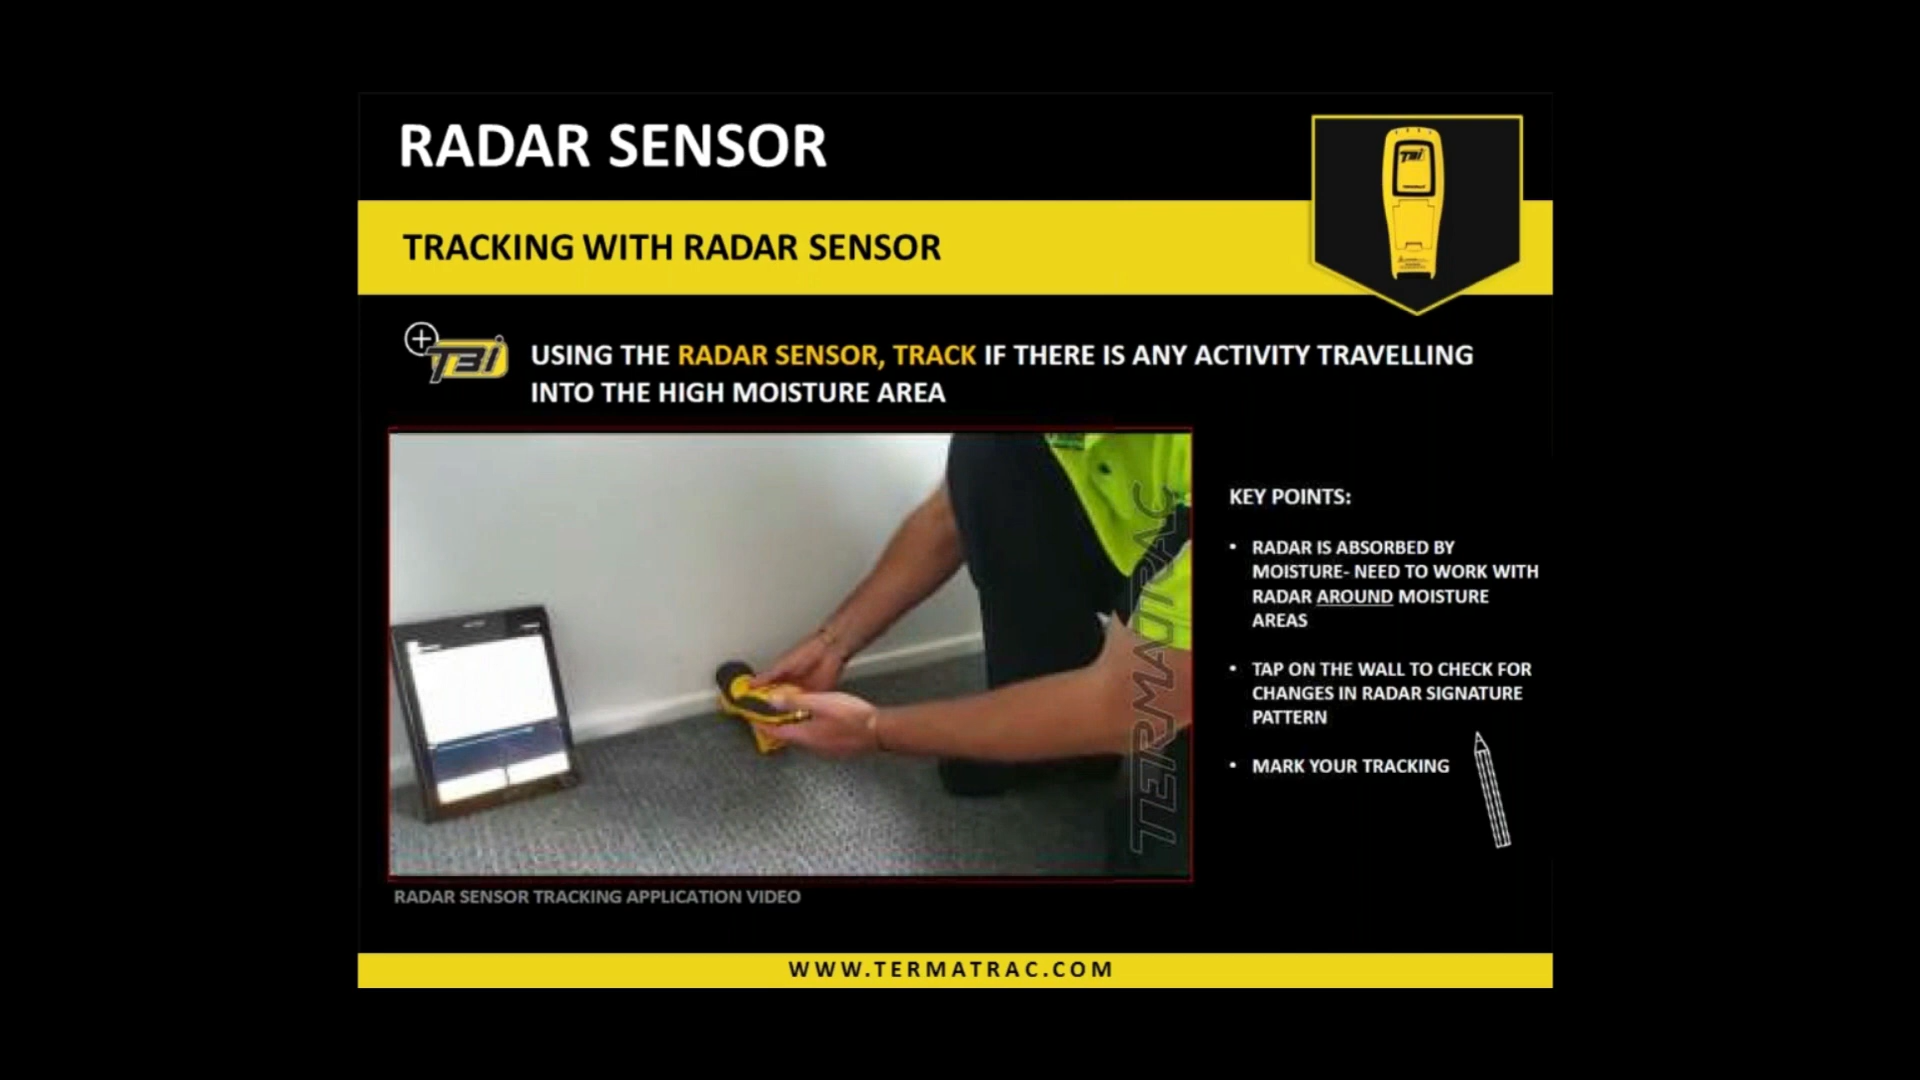 RADAR SENSOR
TRACKING WITH RADAR SENSOR
T3i
TERMATRAC
T3i
USING THE RADAR SENSOR, TRACK IF THERE IS ANY ACTIVITY TRAVELLING
INTO THE HIGH MOISTURE AREA
TERMATRAC
KEY POINTS:
• RADAR IS ABSORBED BY
MOISTURE- NEED TO WORK WITH
RADAR AROUND MOISTURE
AREAS
• TAP ON THE WALL TO CHECK FOR
CHANGES IN RADAR SIGNATURE
PATTERN
• MARK YOUR TRACKING
RADAR SENSOR TRACKING APPLICATION VIDEO
WWW.TERMATRAC.COM